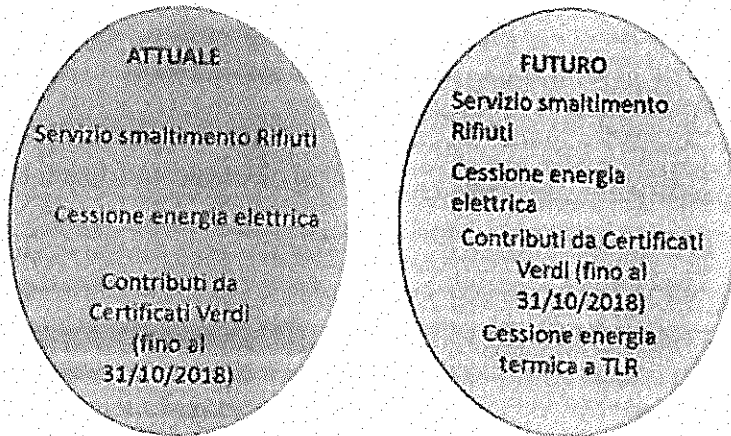 ATTUALE
Servizio smaltimento Rifiuti
Cessione energia elettrica
Contributi da
Certificati Verdi
(fino al
31/10/2018)
FUTURO
Servizio smaltimento
Rifiuti
Cessione energia
elettrica
Contributi da Certificati
Verdi (fino al
31/10/2018)
Cessione energia
termica a TLR